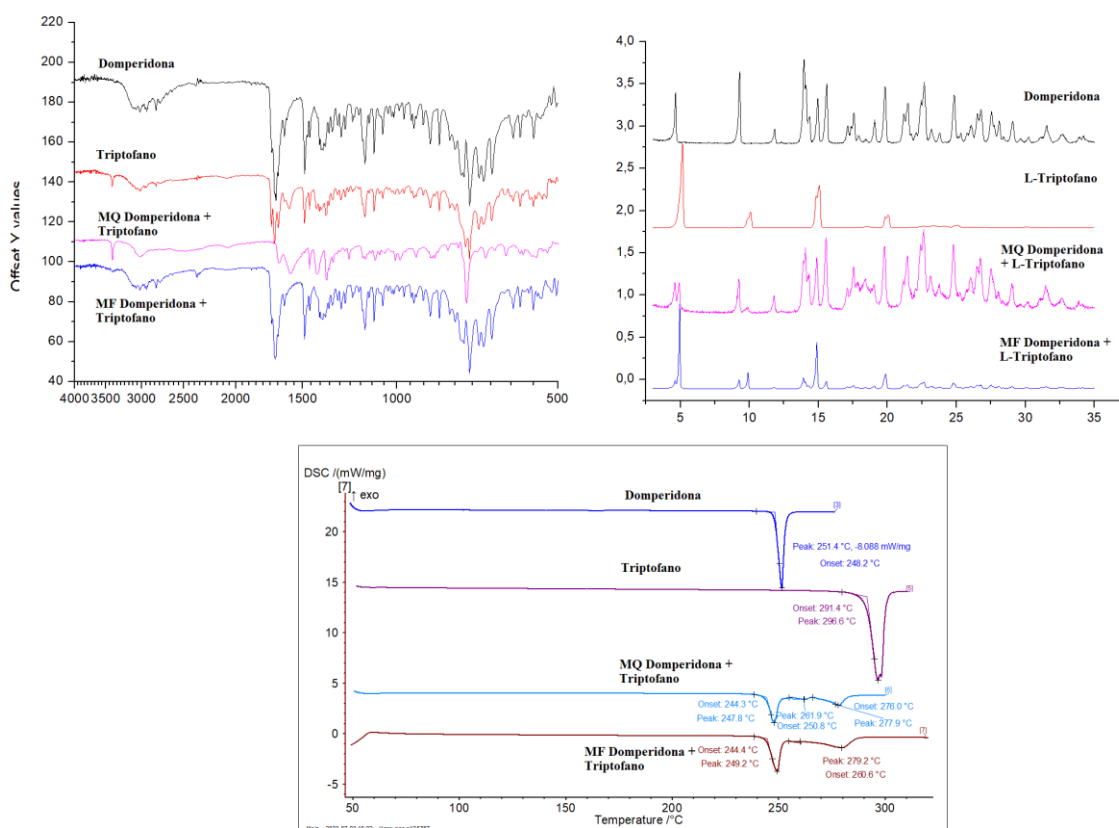 220
200
180
160
140
120
100
80
60
40
Offset Y values
Domperidona
Triptofano
MQ Domperidona +
Triptofano
MF Domperidona +
Triptofano
4000 3500 3000 2500 2000 1500 1000 500
4,0
3,5
3,0
2,5
2,0
1,5
1,0
0,5
0,0
Domperidona
L-Triptofano
MQ Domperidona
+ L-Triptofano
MF Domperidona +
L-Triptofano
5 10 15 20 25 30 35
DSC /(mW/mg)
[7] ↑ exo
20
15
10
5
0
-5
Domperidona
[3]
Peak: 251.4 °C, -8.088 mW/mg
Onset: 248.2 °C
Triptofano
[5]
Onset: 291.4 °C
Peak: 296.6 °C
MQ Domperidona +
Triptofano
[6]
Onset: 244.3 °C
Peak: 247.8 °C
Peak: 261.9 °C
Onset: 250.8 °C
Onset: 276.0 °C
Peak: 277.9 °C
[7]
MF Domperidona +
Triptofano
Onset: 244.4 °C
Peak: 249.2 °C
Peak: 279.2 °C
Onset: 260.6 °C
50 100 150 200 250 300
Temperature /°C